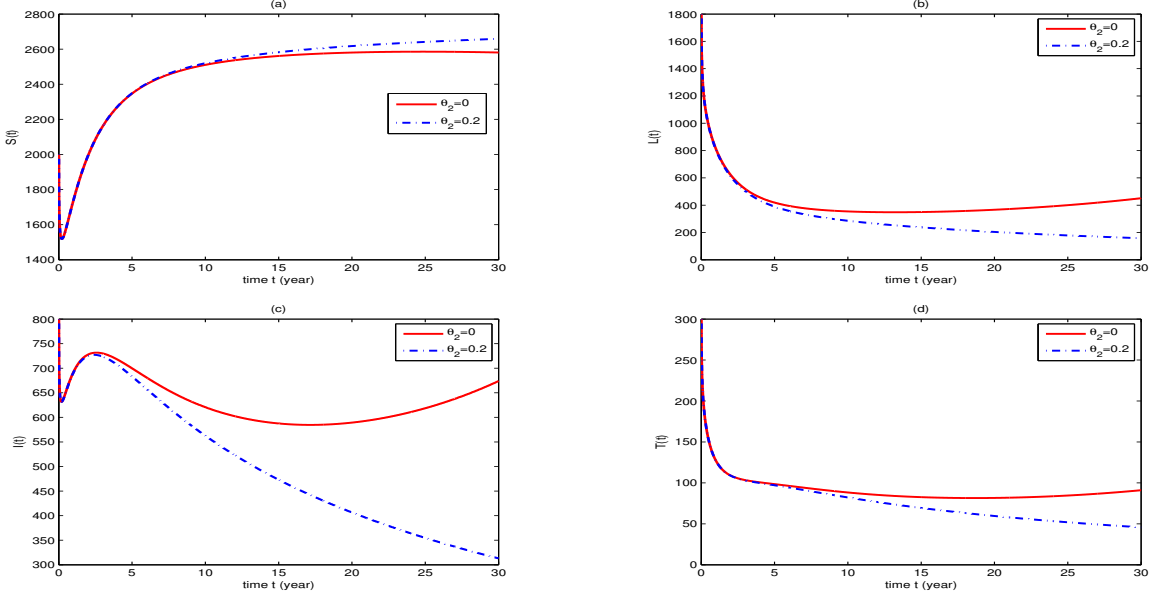 (a)
2800
2600
2400
2200
2000
1800
1600
1400
S(t)
θ2=0
θ2=0.2
0 5 10 15 20 25 30
time t (year)
(b)
1800
1600
1400
1200
1000
800
600
400
200
0
L(t)
θ2=0
θ2=0.2
0 5 10 15 20 25 30
time t (year)
(c)
800
750
700
650
600
550
500
450
400
350
300
I(t)
θ2=0
θ2=0.2
0 5 10 15 20 25 30
time t (year)
(d)
300
250
200
150
100
50
0
T(t)
θ2=0
θ2=0.2
0 5 10 15 20 25 30
time t (year)